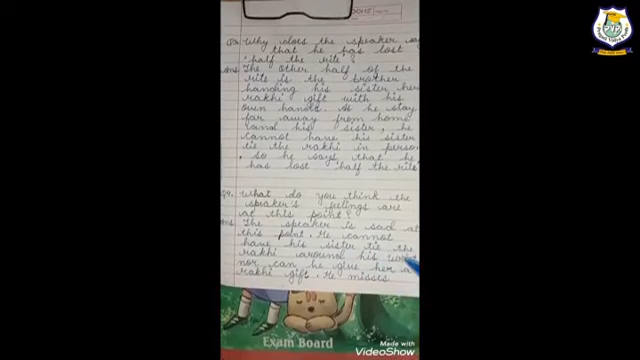 Q3. Why does the speaker say
that he has lost
'half the rite'?
Ans The other half of the
rite is the brother
handing his sister her
rakhi gift with his
own hands. As he stay
far away from home
(and his sister, he
cannot have his sister
tie the rakhi in person
, so he says that he
has lost 'half the rite'
Q4. What do you think the
speaker's feelings are
at this point?
Ans The speaker is sad at
this point. He cannot
have his sister tie the
rakhi around his wrist
nor can he give her a
rakhi gift. He misses
Exam Board
Made with
VideoShow